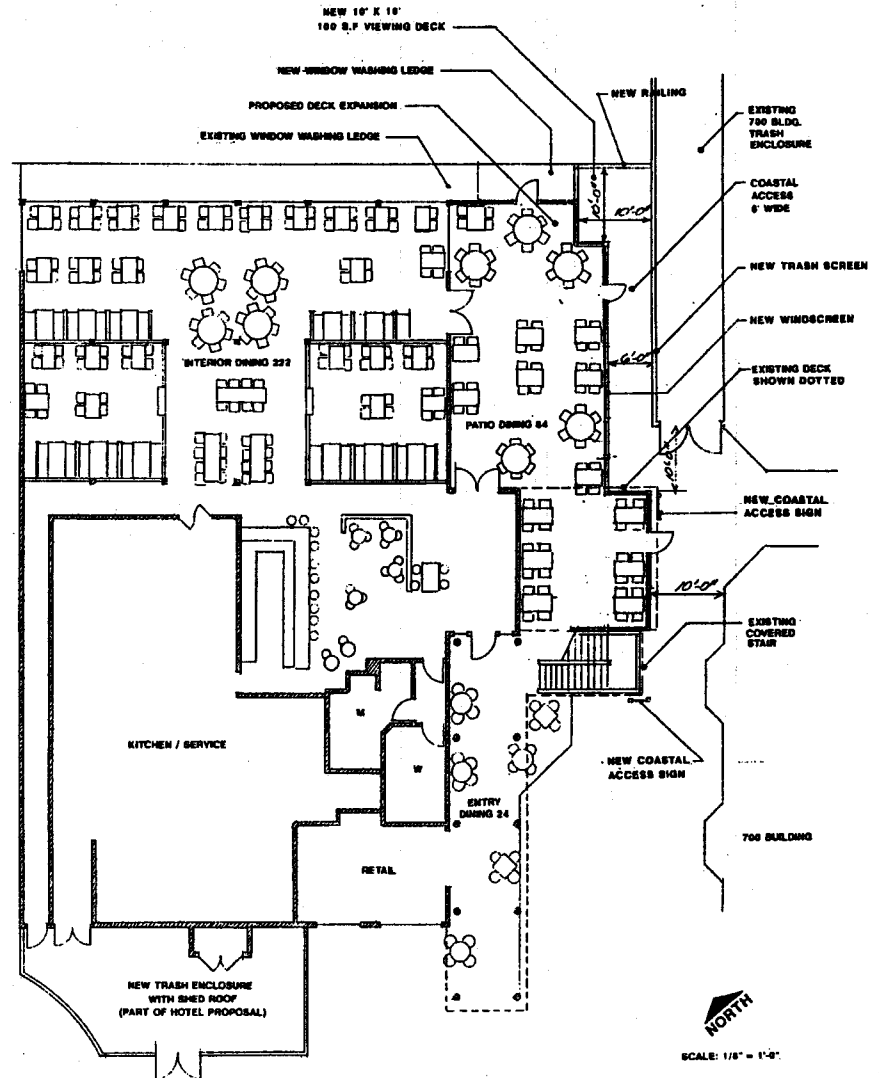 NEW 10' X 18'
180 S.F VIEWING DECK
NEW WINDOW WASHING LEDGE
PROPOSED DECK EXPANSION
EXISTING WINDOW WASHING LEDGE
NEW RAILING
EXISTING
700 BLDG.
TRASH
ENCLOSURE
COASTAL
ACCESS
6' WIDE
NEW TRASH SCREEN
NEW WINDSCREEN
EXISTING DECK
SHOWN DOTTED
NEW COASTAL
ACCESS SIGN
EXISTING
COVERED
STAIR
NEW COASTAL
ACCESS SIGN
700 BUILDING
10'-0"
10'-0"
6'-0"
10'-0"
10'-0"
INTERIOR DINING 222
PATIO DINING 84
KITCHEN / SERVICE
M
W
ENTRY
DINING 24
RETAIL
NEW TRASH ENCLOSURE
WITH SHED ROOF
(PART OF HOTEL PROPOSAL)
NORTH
SCALE: 1/8" = 1'-0"